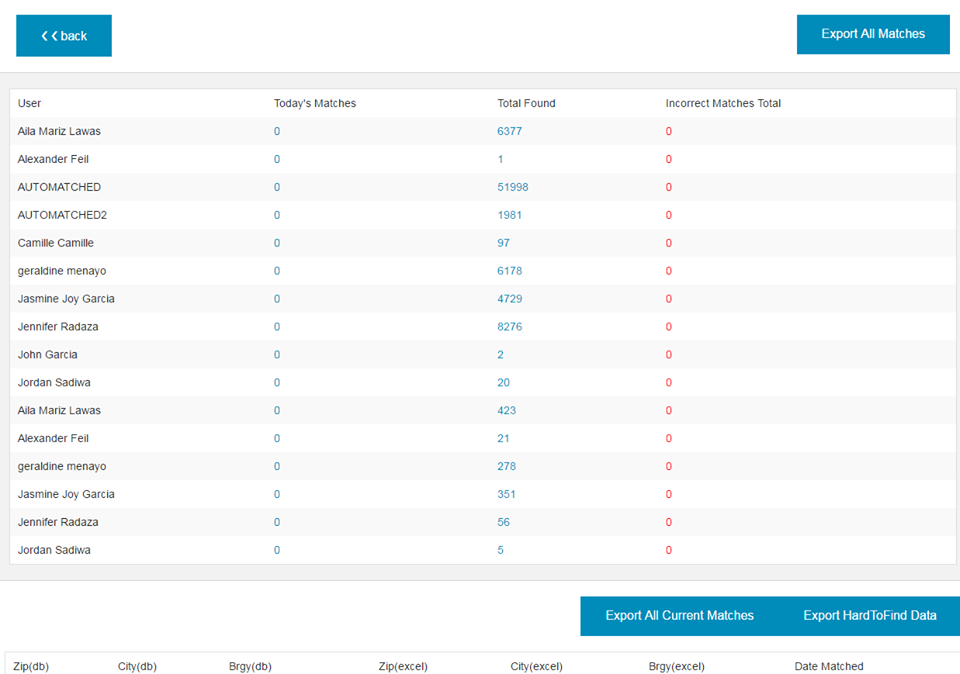 ❮❮ back
Export All Matches
User Today's Matches Total Found Incorrect Matches Total
Aila Mariz Lawas 0 6377 0
Alexander Feil 0 1 0
AUTOMATCHED 0 51998 0
AUTOMATCHED2 0 1981 0
Camille Camille 0 97 0
geraldine menayo 0 6178 0
Jasmine Joy Garcia 0 4729 0
Jennifer Radaza 0 8276 0
John Garcia 0 2 0
Jordan Sadiwa 0 20 0
Aila Mariz Lawas 0 423 0
Alexander Feil 0 21 0
geraldine menayo 0 278 0
Jasmine Joy Garcia 0 351 0
Jennifer Radaza 0 56 0
Jordan Sadiwa 0 5 0
Export All Current Matches Export HardToFind Data
Zip(db) City(db) Brgy(db) Zip(excel) City(excel) Brgy(excel) Date Matched